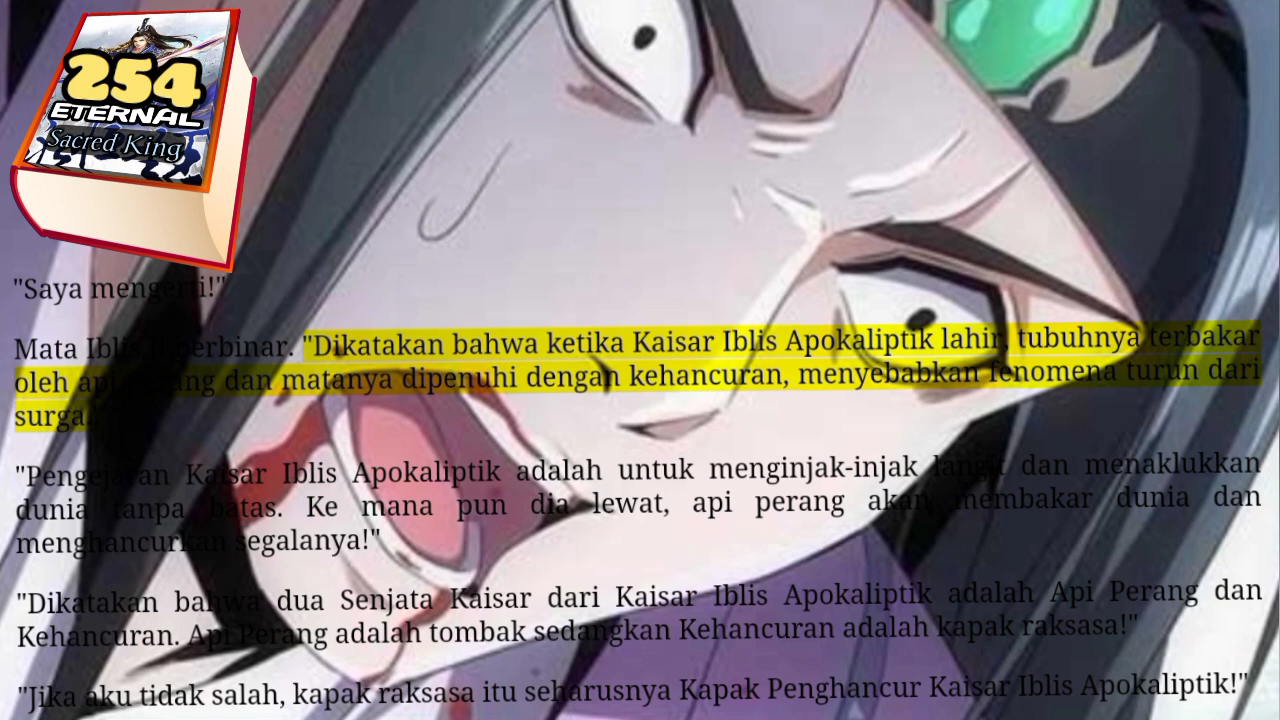 254
ETERNAL
Sacred King
"Saya mengerti!"
Mata Iblis Ji berbinar. "Dikatakan bahwa ketika Kaisar Iblis Apokaliptik lahir, tubuhnya terbakar
oleh api perang dan matanya dipenuhi dengan kehancuran, menyebabkan fenomena turun dari
surga."
"Pengejaran Kaisar Iblis Apokaliptik adalah untuk menginjak-injak langit dan menaklukkan
dunia tanpa batas. Ke mana pun dia lewat, api perang akan membakar dunia dan
menghancurkan segalanya!"
"Dikatakan bahwa dua Senjata Kaisar dari Kaisar Iblis Apokaliptik adalah Api Perang dan
Kehancuran. Api Perang adalah tombak sedangkan Kehancuran adalah kapak raksasa!"
"Jika aku tidak salah, kapak raksasa itu seharusnya Kapak Penghancur Kaisar Iblis Apokaliptik!"